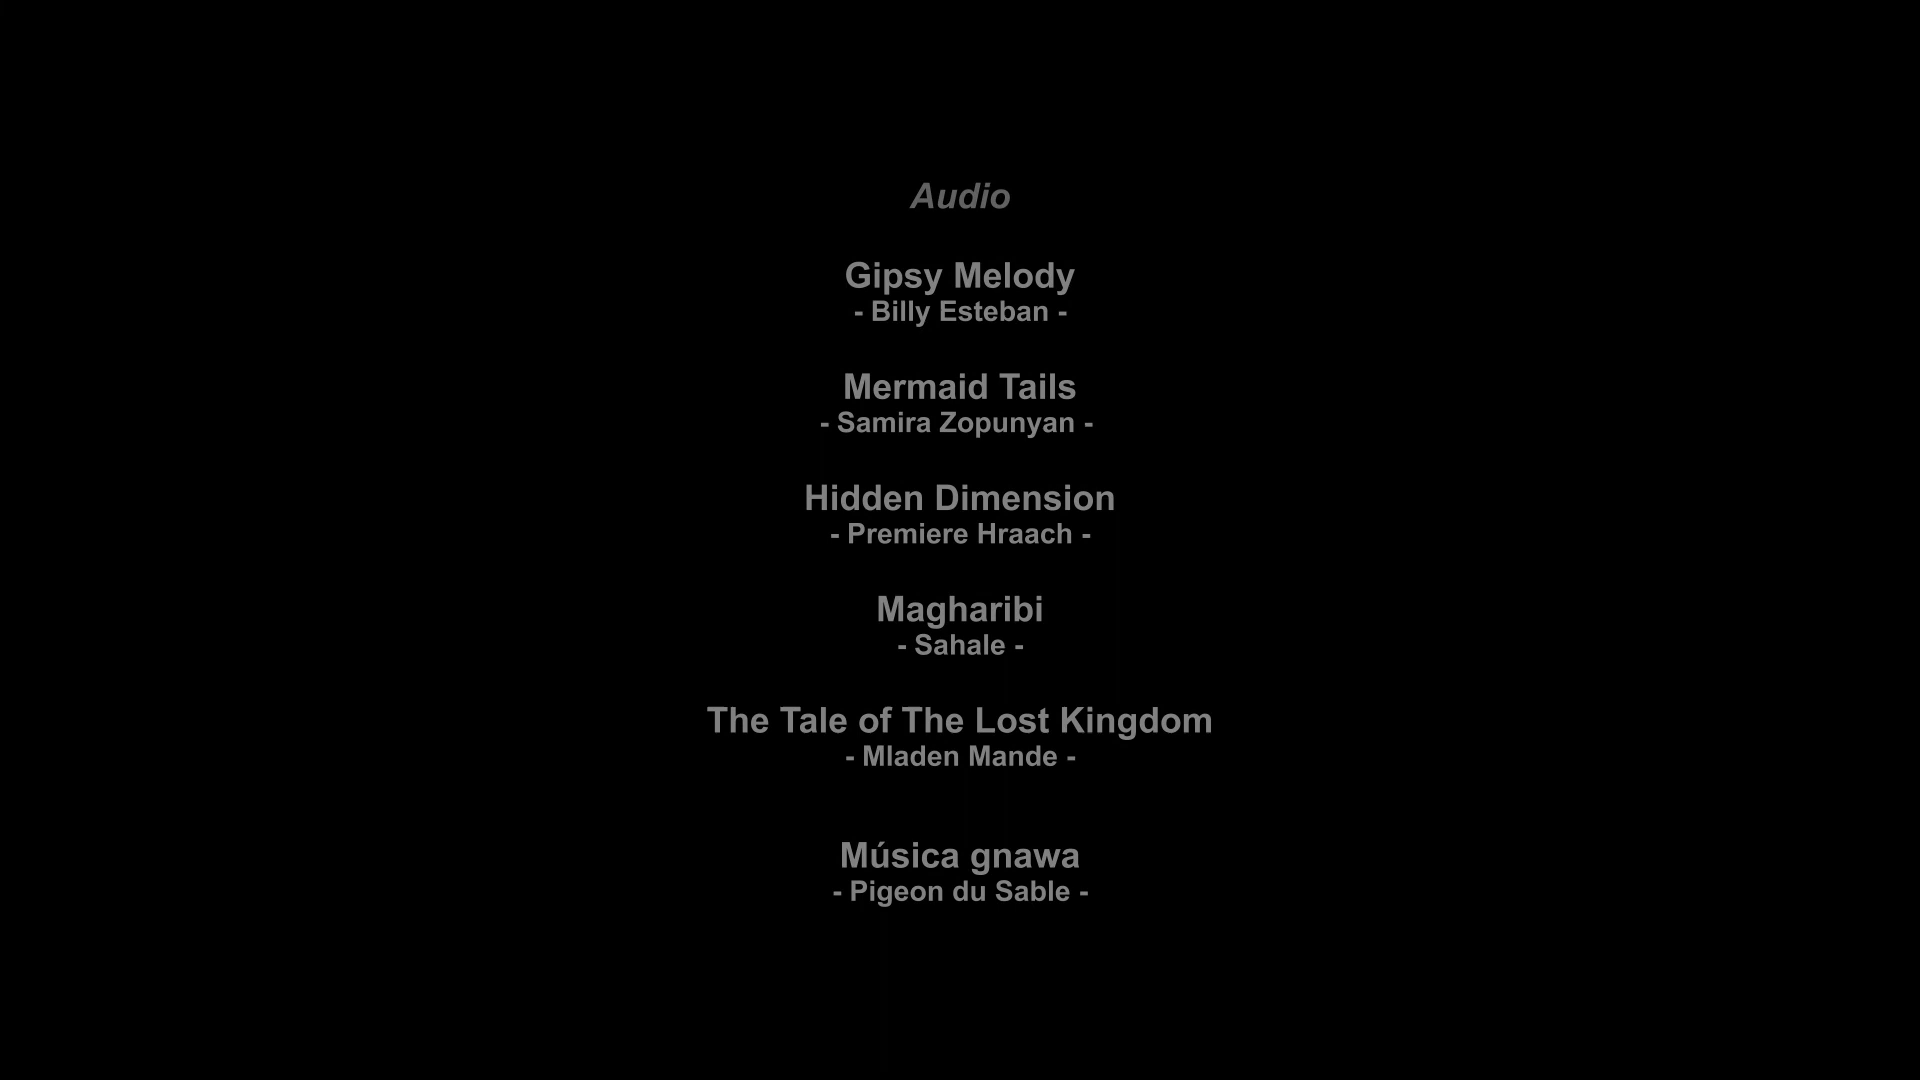 Audio
Gipsy Melody
- Billy Esteban -
Mermaid Tails
- Samira Zopunyan -
Hidden Dimension
- Premiere Hraach -
Magharibi
- Sahale -
The Tale of The Lost Kingdom
- Mladen Mande -
Música gnawa
- Pigeon du Sable -